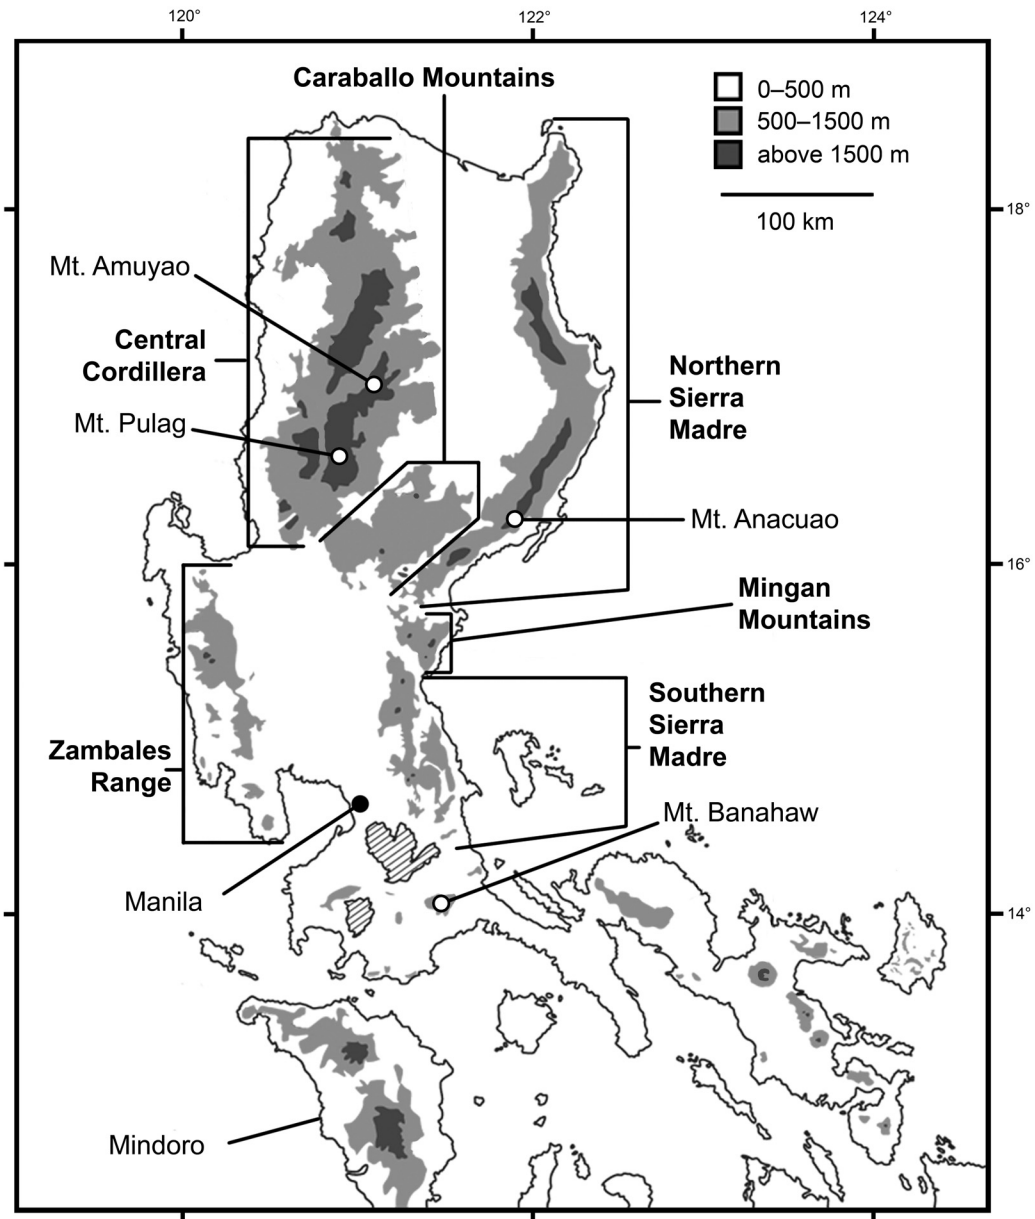 120°
122°
124°
Caraballo Mountains
0–500 m
500–1500 m
above 1500 m
100 km
18°
Mt. Amuyao
Central
Cordillera
Mt. Pulag
Northern
Sierra
Madre
Mt. Anacuao
16°
Mingan
Mountains
Southern
Sierra
Madre
Zambales
Range
Mt. Banahaw
Manila
14°
Mindoro